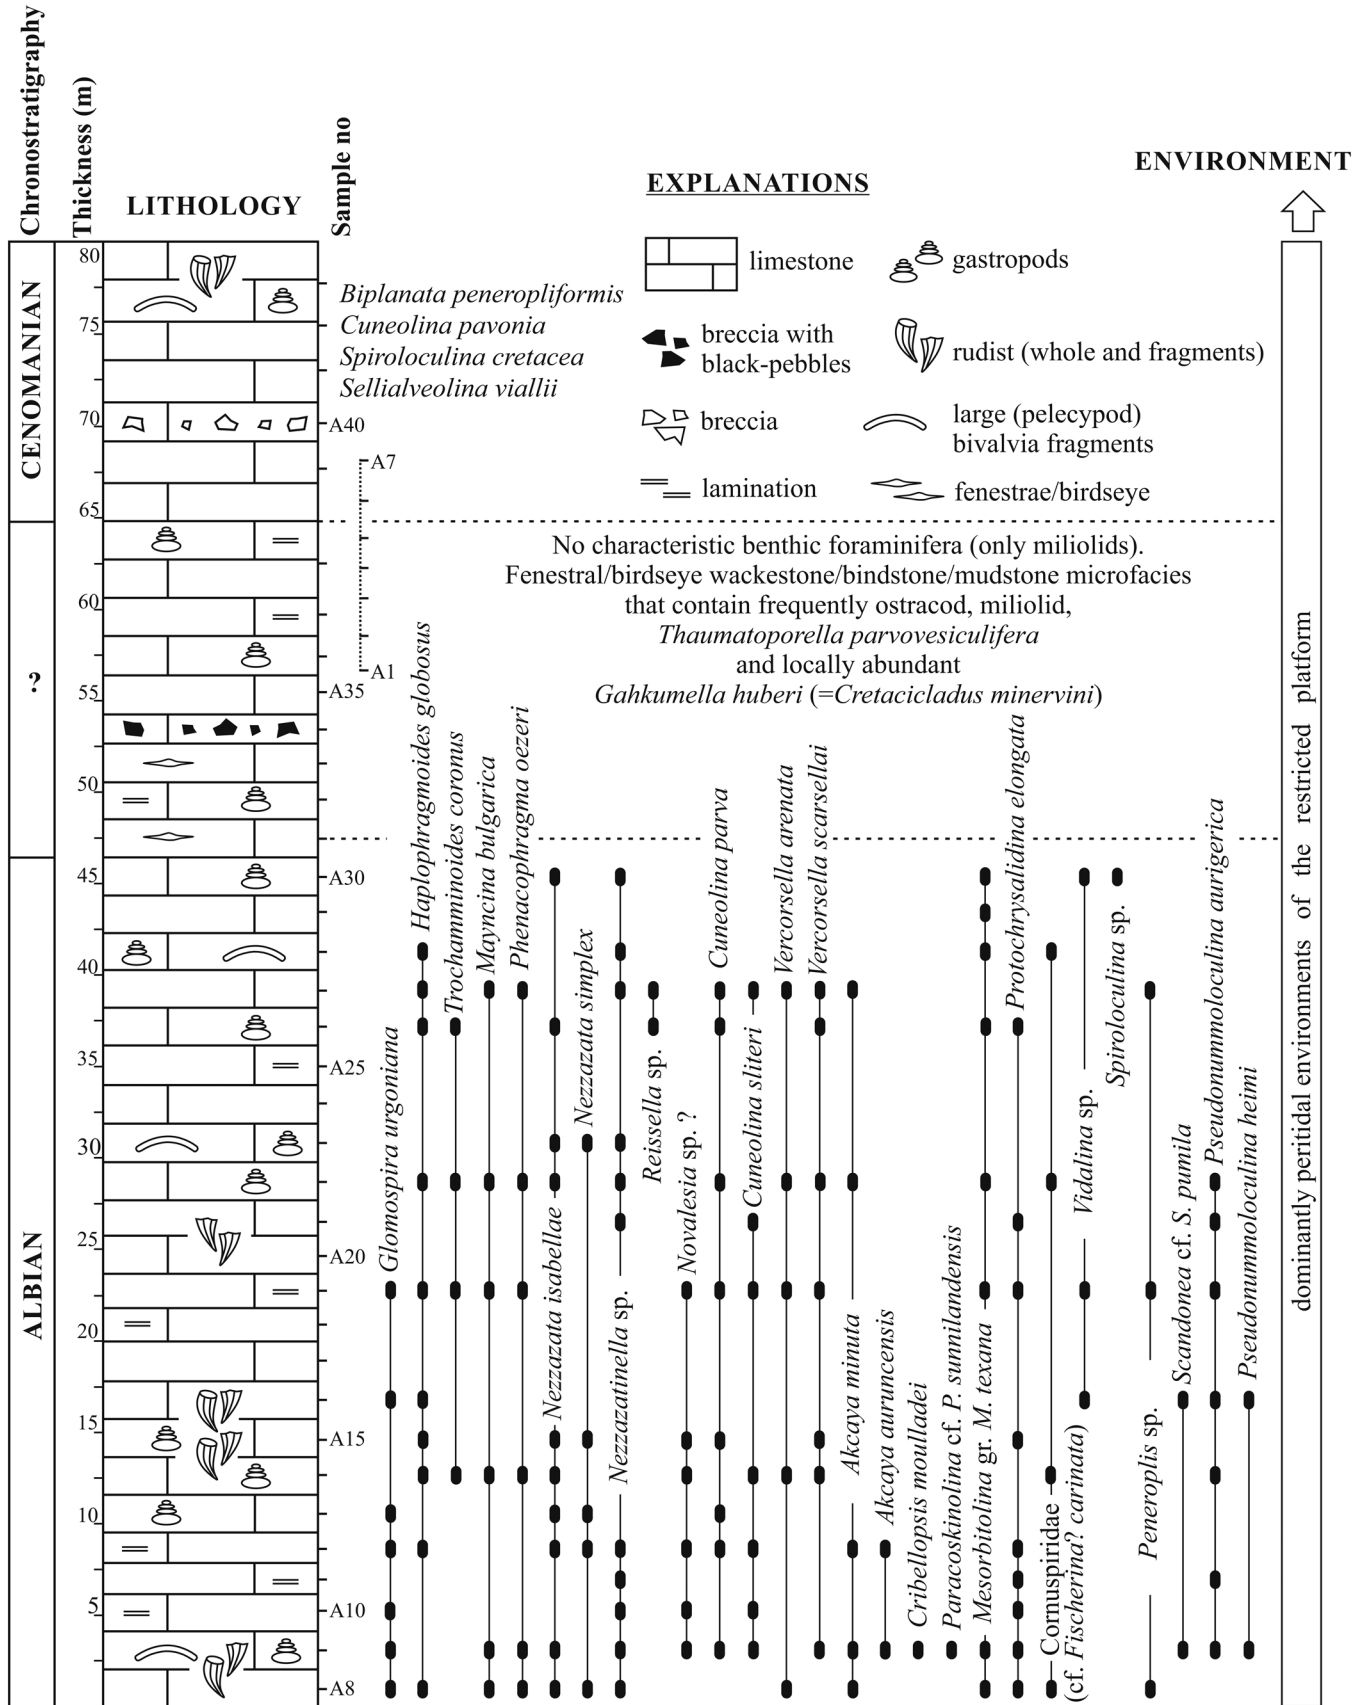 Chronostratigraphy
Thickness (m)
LITHOLOGY
Sample no
EXPLANATIONS
ENVIRONMENT
limestone
gastropods
breccia with
black-pebbles
rudist (whole and fragments)
breccia
large (pelecypod)
bivalvia fragments
lamination
fenestrae/birdseye
CENOMANIAN
?
ALBIAN
80
75
70
65
60
55
50
45
40
35
30
25
20
15
10
5
A40
A7
A1
A35
A30
A25
A20
A15
A10
A8
Biplanata peneropliformis
Cuneolina pavonia
Spiroloculina cretacea
Sellialveolina viallii
No characteristic benthic foraminifera (only miliolids).
Fenestral/birdseye wackestone/bindstone/mudstone microfacies
that contain frequently ostracod, miliolid,
Thaumatoporella parvovesiculifera
and locally abundant
Gahkumella huberi (=Cretacicladus minervini)
Glomospira urgoniana
Haplophragmoides globosus
Trochamminoides coronus
Mayncina bulgarica
Phenacophragma oezeri
Nezzazata isabellae
Nezzazata simplex
Nezzazatinella sp.
Reissella sp.
Novalesia sp. ?
Cuneolina parva
Cuneolina sliteri
Vercorsella arenata
Vercorsella scarsellai
Akcaya minuta
Akcaya auruncensis
Cribellopsis moulladei
Paracoskinolina cf. P. sunnilandensis
Mesorbitolina gr. M. texana
Protochrysalidina elongata
Cornuspiridae
(cf. Fischerina? carinata)
Vidalina sp.
Spiroloculina sp.
Peneroplis sp.
Scandonea cf. S. pumila
Pseudonummoloculina aurigerica
Pseudonummoloculina heimi
dominantly peritidal environments of the restricted platform